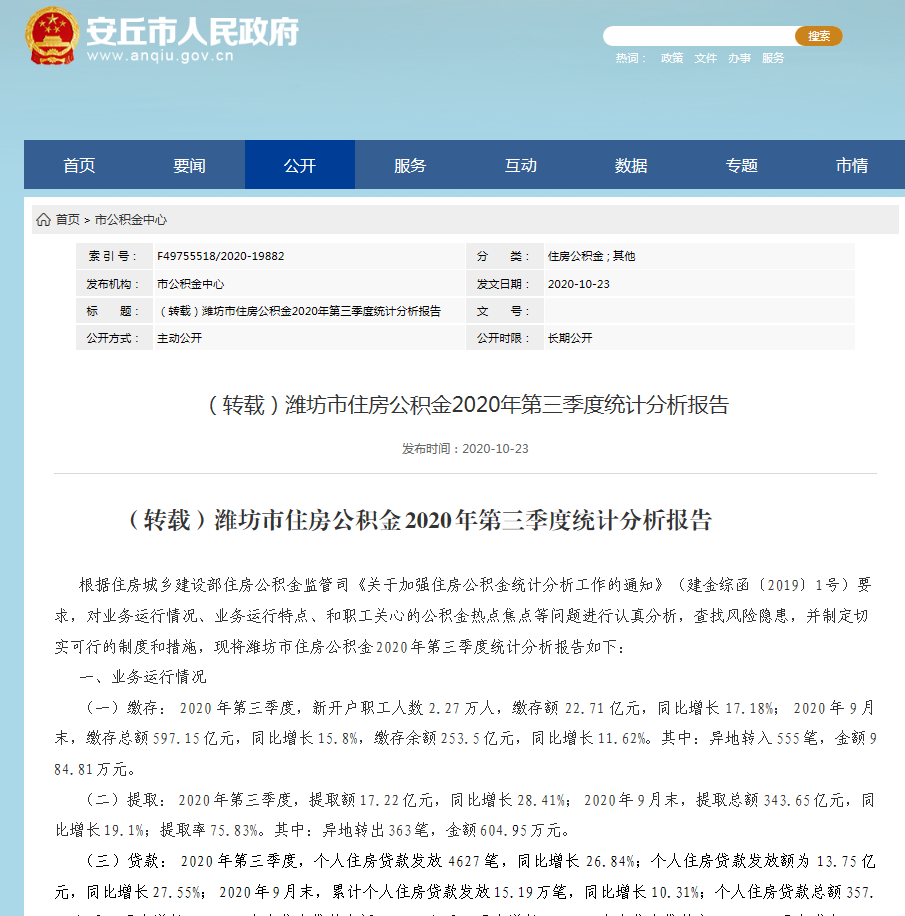 安丘市人民政府
www.anqiu.gov.cn
搜索
热词： 政策 文件 办事 服务
首页 要闻 公开 服务 互动 数据 专题 市情
首页 > 市公积金中心
索引号： F49755518/2020-19882 分 类： 住房公积金 ; 其他
发布机构： 市公积金中心 发文日期： 2020-10-23
标 题： （转载）潍坊市住房公积金2020年第三季度统计分析报告 文 号：
公开方式： 主动公开 公开时限： 长期公开
（转载）潍坊市住房公积金2020年第三季度统计分析报告
发布时间：2020-10-23
（转载）潍坊市住房公积金2020年第三季度统计分析报告
根据住房城乡建设部住房公积金监管司《关于加强住房公积金统计分析工作的通知》（建金综函〔2019〕1号）要
求，对业务运行情况、业务运行特点、和职工关心的公积金热点焦点等问题进行认真分析，查找风险隐患，并制定切
实可行的制度和措施，现将潍坊市住房公积金2020年第三季度统计分析报告如下：
一、业务运行情况
（一）缴存： 2020年第三季度，新开户职工人数2.27万人，缴存额22.71亿元，同比增长17.18%； 2020年9月
末，缴存总额597.15亿元，同比增长15.8%，缴存余额253.5亿元，同比增长11.62%。其中：异地转入555笔，金额9
84.81万元。
（二）提取： 2020年第三季度，提取额17.22亿元，同比增长28.41%； 2020年9月末，提取总额343.65亿元，同
比增长19.1%；提取率75.83%。其中：异地转出363笔，金额604.95万元。
（三）贷款： 2020年第三季度，个人住房贷款发放4627笔，同比增长26.84%；个人住房贷款发放额为13.75亿
元，同比增长27.55%； 2020年9月末，累计个人住房贷款发放15.19万笔，同比增长10.31%；个人住房贷款总额357.